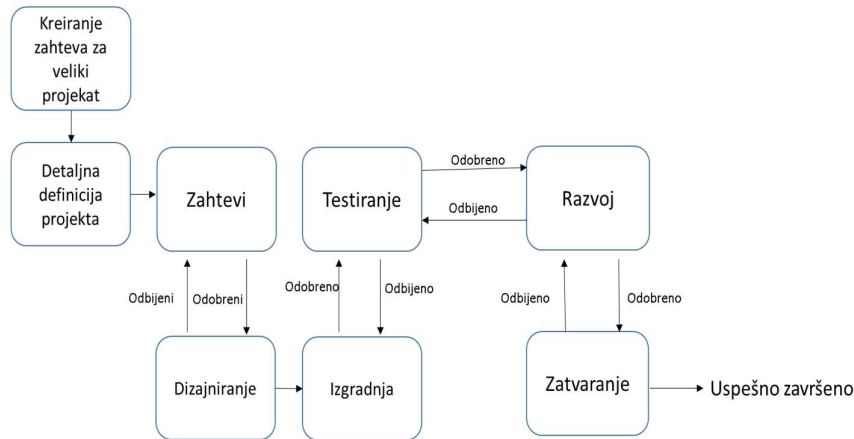 Kreiranje
zahteva za
veliki
projekat
Detaljna
definicija
projekta
Zahtevi
Testiranje
Odobreno
Odbijeno
Razvoj
Odbijeni
Odobreni
Odobreno
Odbijeno
Odbijeno
Odobreno
Dizajniranje
Izgradnja
Zatvaranje
Uspešno završeno